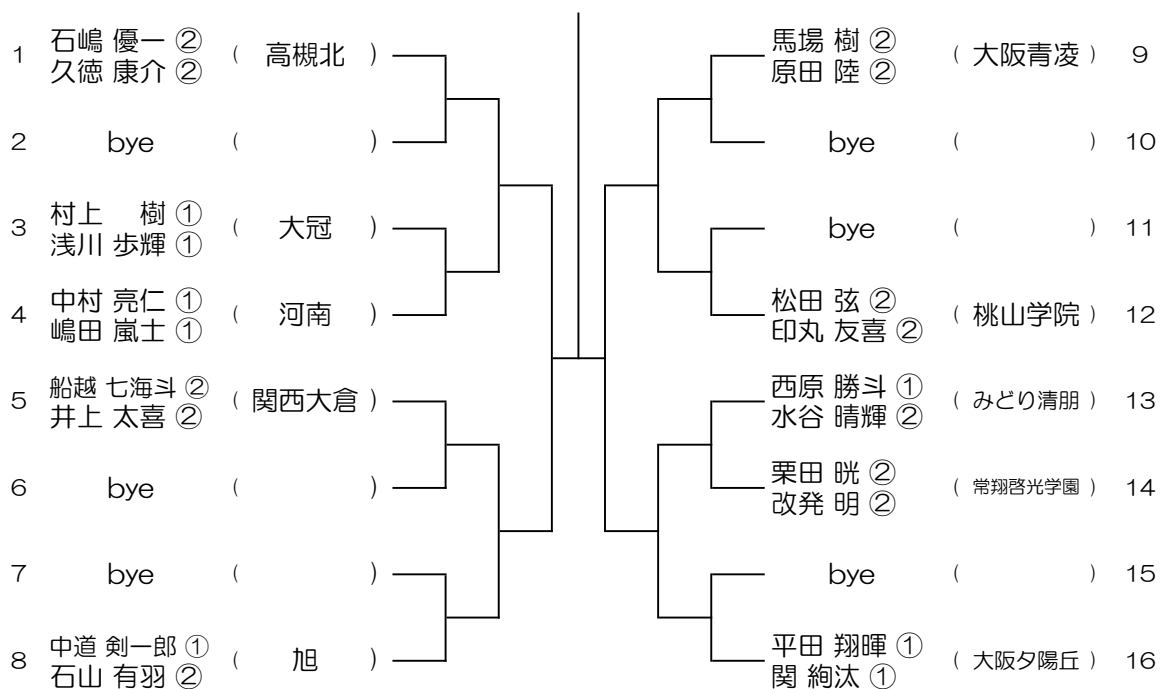 1 石嶋 優一 ② ( 高槻北 )
久徳 康介 ②
2 bye ( )
3 村上 樹 ① ( 大冠 )
浅川 歩輝 ①
4 中村 亮仁 ① ( 河南 )
嶋田 嵐士 ①
5 船越 七海斗 ② ( 関西大倉 )
井上 太喜 ②
6 bye ( )
7 bye ( )
8 中道 剣一郎 ① ( 旭 )
石山 有羽 ②
馬場 樹 ② ( 大阪青凌 ) 9
原田 陸 ②
bye ( ) 10
bye ( ) 11
松田 弦 ② ( 桃山学院 ) 12
印丸 友喜 ②
西原 勝斗 ① ( みどり清朋 ) 13
水谷 晴輝 ②
栗田 晄 ② ( 常翔啓光学園 ) 14
改発 明 ②
bye ( ) 15
平田 翔暉 ① ( 大阪夕陽丘 ) 16
関 絢汰 ①